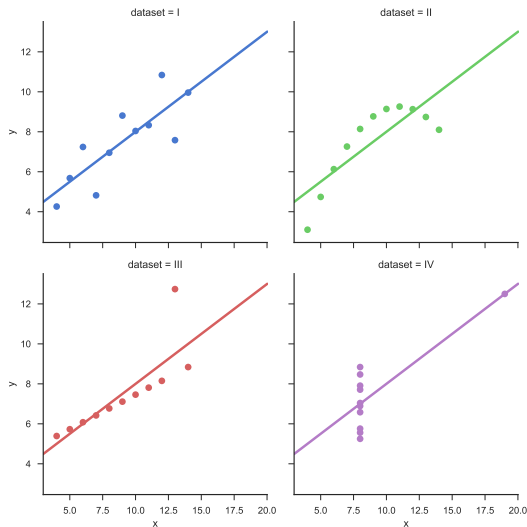 dataset = I
dataset = II
12
10
8
6
4
y
dataset = III
dataset = IV
12
10
8
6
4
y
5.0 7.5 10.0 12.5 15.0 17.5 20.0
5.0 7.5 10.0 12.5 15.0 17.5 20.0
x
x